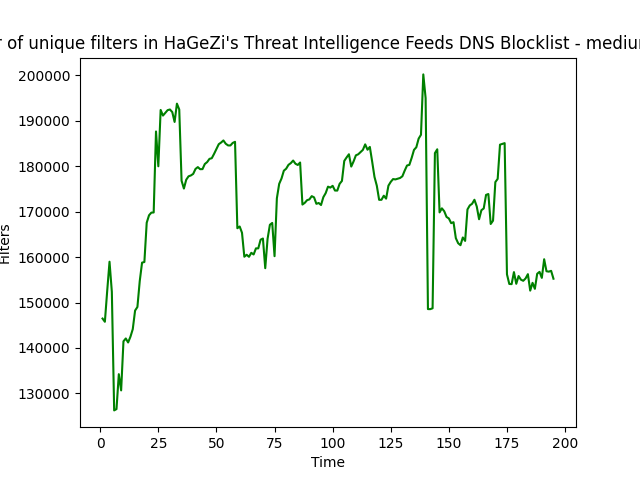 r of unique filters in HaGeZi's Threat Intelligence Feeds DNS Blocklist - mediu
200000
190000
180000
170000
160000
150000
140000
130000
Filters
0 25 50 75 100 125 150 175 200
Time